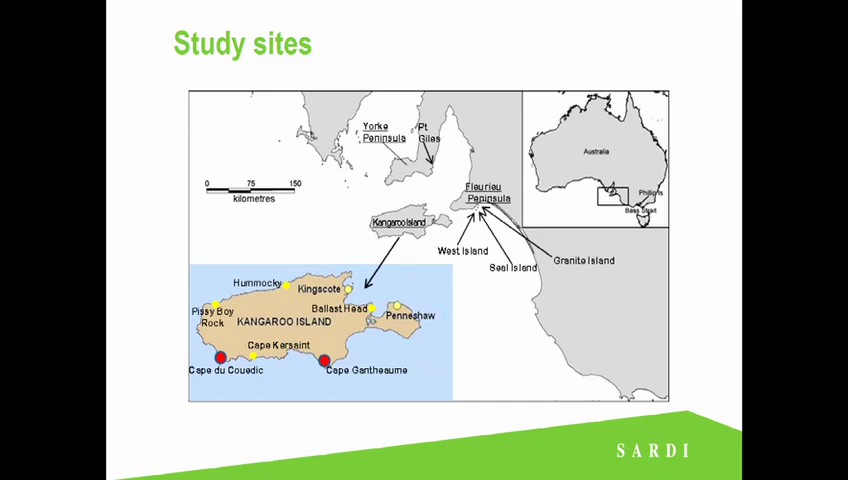 Study sites
Yorke
Peninsula
Pt
Giles
Australia
0 75 150
kilometres
Fleurieu
Peninsula
Phillip Is
Bass Strait
Kangaroo Island
West Island
Seal Island
Granite Island
Hummocky
Kingscote
Pissy Boy
Rock
Ballast Head
Penneshaw
KANGAROO ISLAND
Cape Kersaint
Cape du Couedic
Cape Gantheaume
SARDI